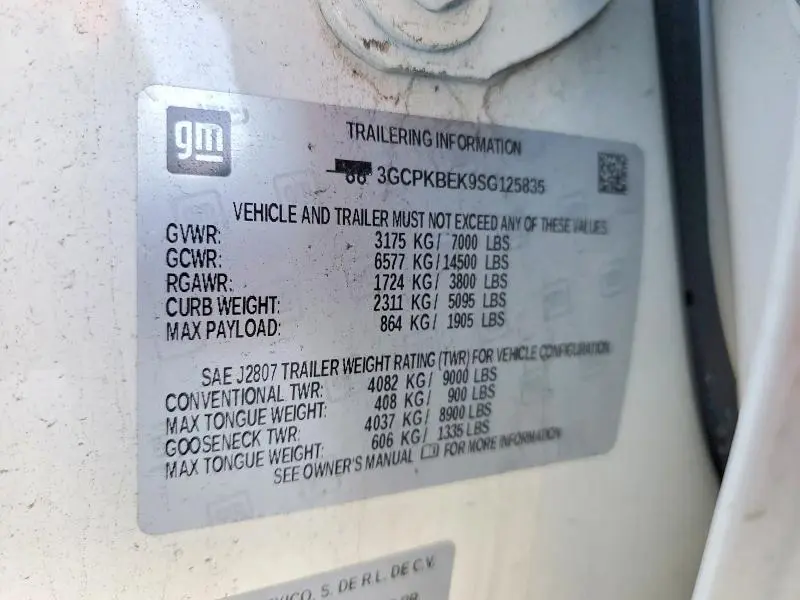 gm
TRAILERING INFORMATION
3GCPKBEK9SG125835
VEHICLE AND TRAILER MUST NOT EXCEED ANY OF THESE VALUES
GVWR: 3175 KG/ 7000 LBS
GCWR: 6577 KG/14500 LBS
RGAWR: 1724 KG/ 3800 LBS
CURB WEIGHT: 2311 KG/ 5095 LBS
MAX PAYLOAD: 864 KG/ 1905 LBS
SAE J2807 TRAILER WEIGHT RATING (TWR) FOR VEHICLE CONFIGURATION
CONVENTIONAL TWR: 4082 KG/ 9000 LBS
MAX TONGUE WEIGHT: 408 KG/ 900 LBS
GOOSENECK TWR: 4037 KG/ 8900 LBS
MAX TONGUE WEIGHT: 606 KG/ 1335 LBS
SEE OWNER'S MANUAL FOR MORE INFORMATION
S. DE R.L. DE C.V.